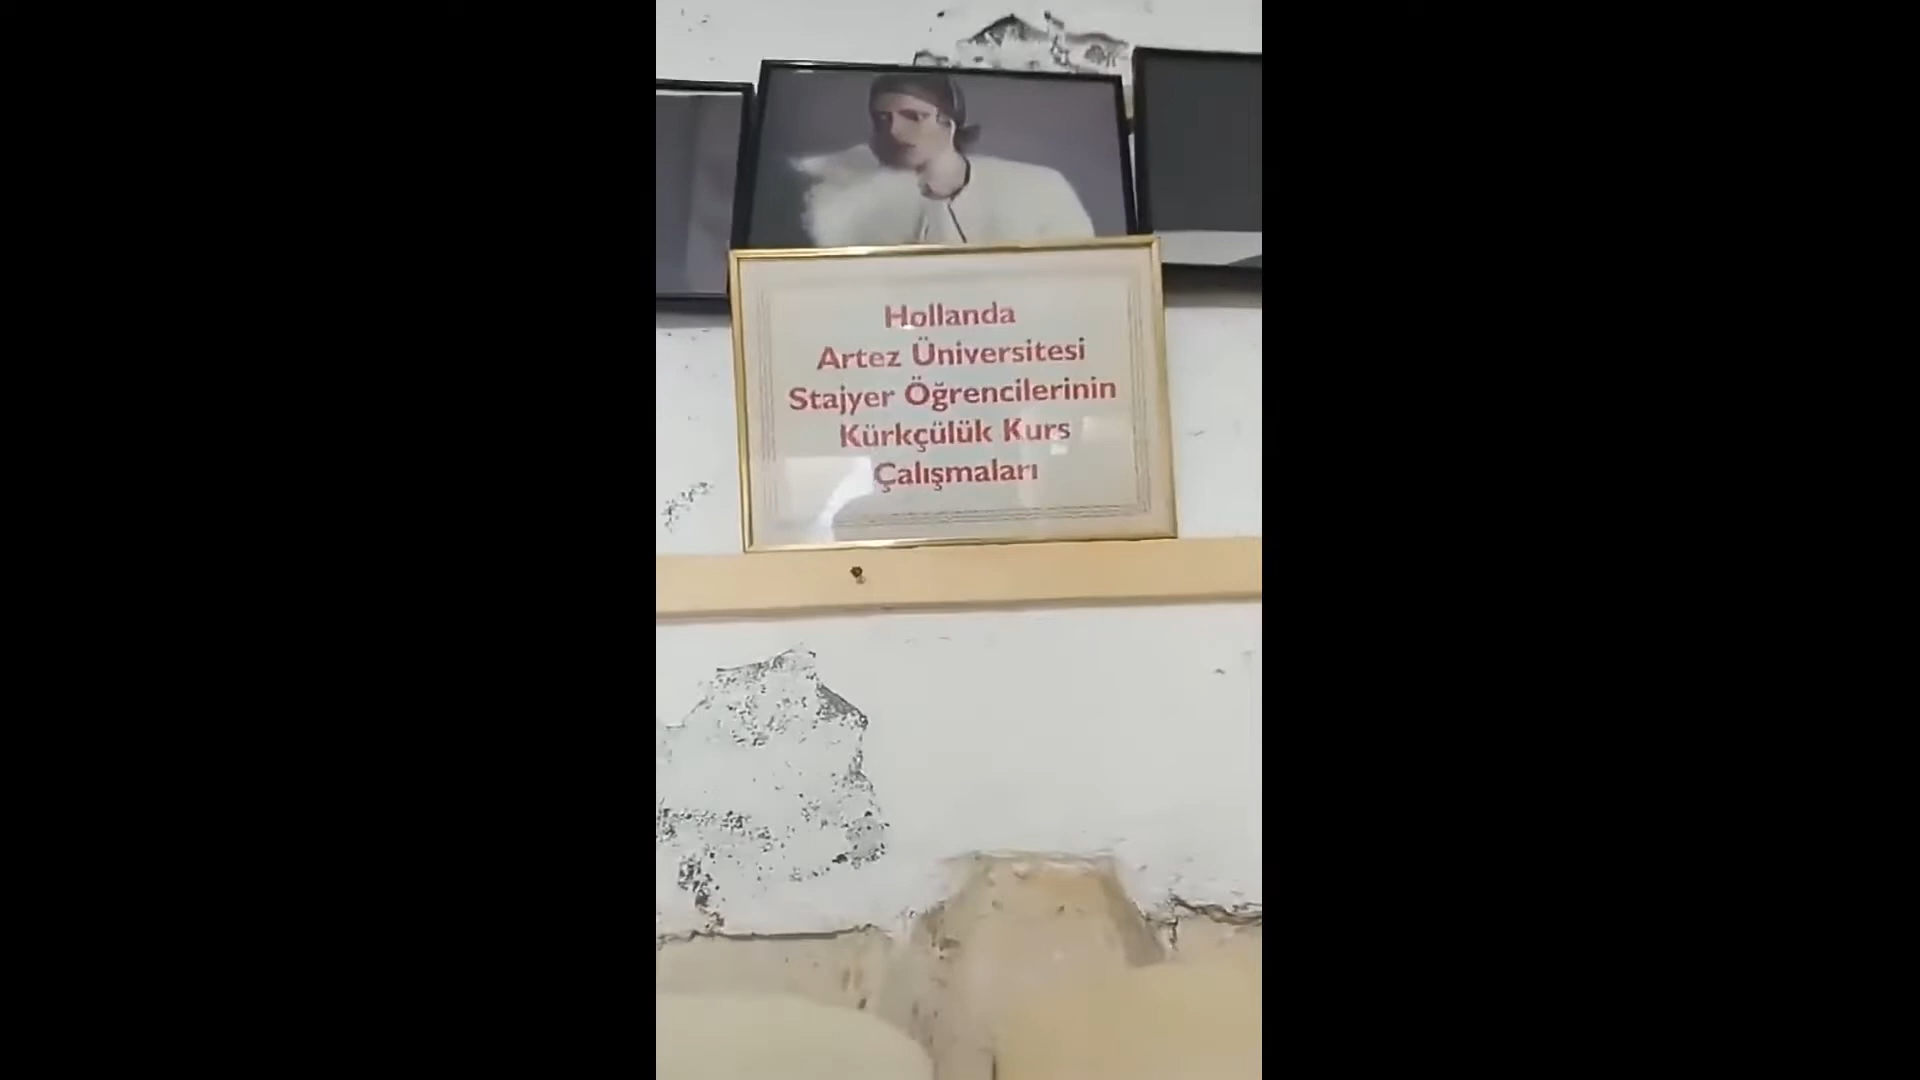 Hollanda
Artez Üniversitesi
Stajyer Öğrencilerinin
Kürkçülük Kurs
Çalışmaları